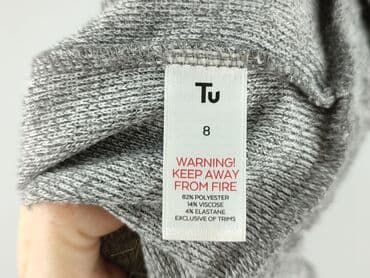 Tu
8
WARNING!
KEEP AWAY
FROM FIRE
82% POLYESTER
14% VISCOSE
4% ELASTANE
EXCLUSIVE OF TRIMS